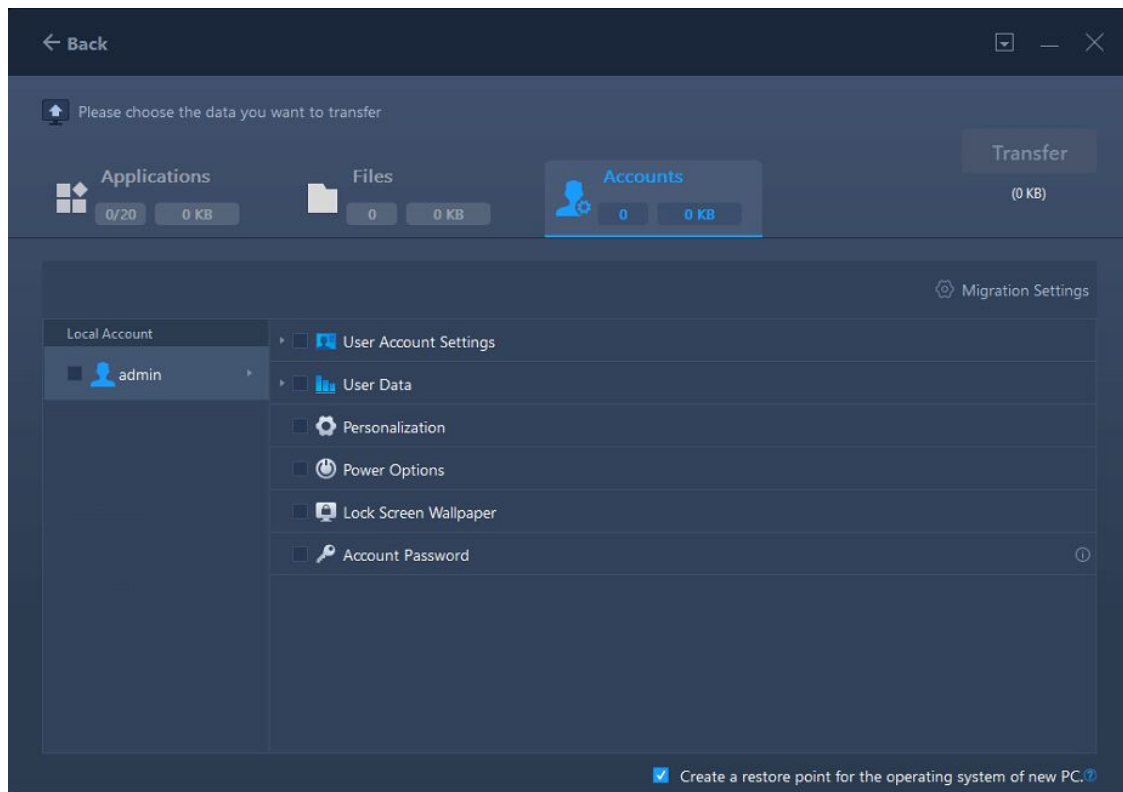 Back
Please choose the data you want to transfer
Applications
0/20 0 KB
Files
0 0 KB
Accounts
0 0 KB
Transfer
(0 KB)
Migration Settings
Local Account
admin
User Account Settings
User Data
Personalization
Power Options
Lock Screen Wallpaper
Account Password
Create a restore point for the operating system of new PC.